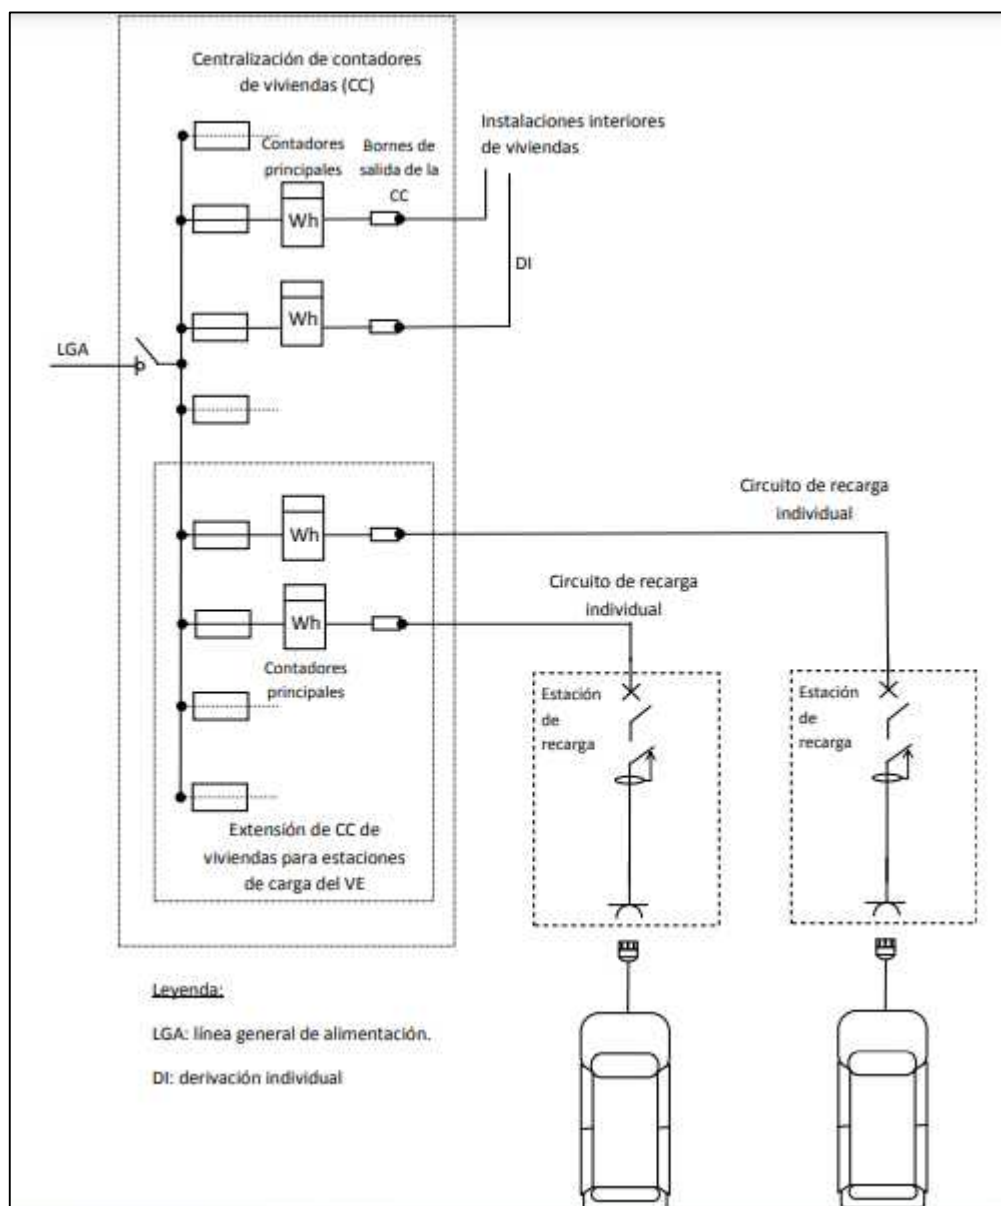 Centralización de contadores
de viviendas (CC)
Instalaciones interiores
de viviendas
Contadores
principales
Bornes de
salida de la
CC
Wh
DI
Wh
LGA
Circuito de recarga
individual
Wh
Circuito de recarga
individual
Wh
Contadores
principales
Estación
de
recarga
Estación
de
recarga
Extensión de CC de
viviendas para estaciones
de carga del VE
Leyenda:
LGA: línea general de alimentación.
DI: derivación individual